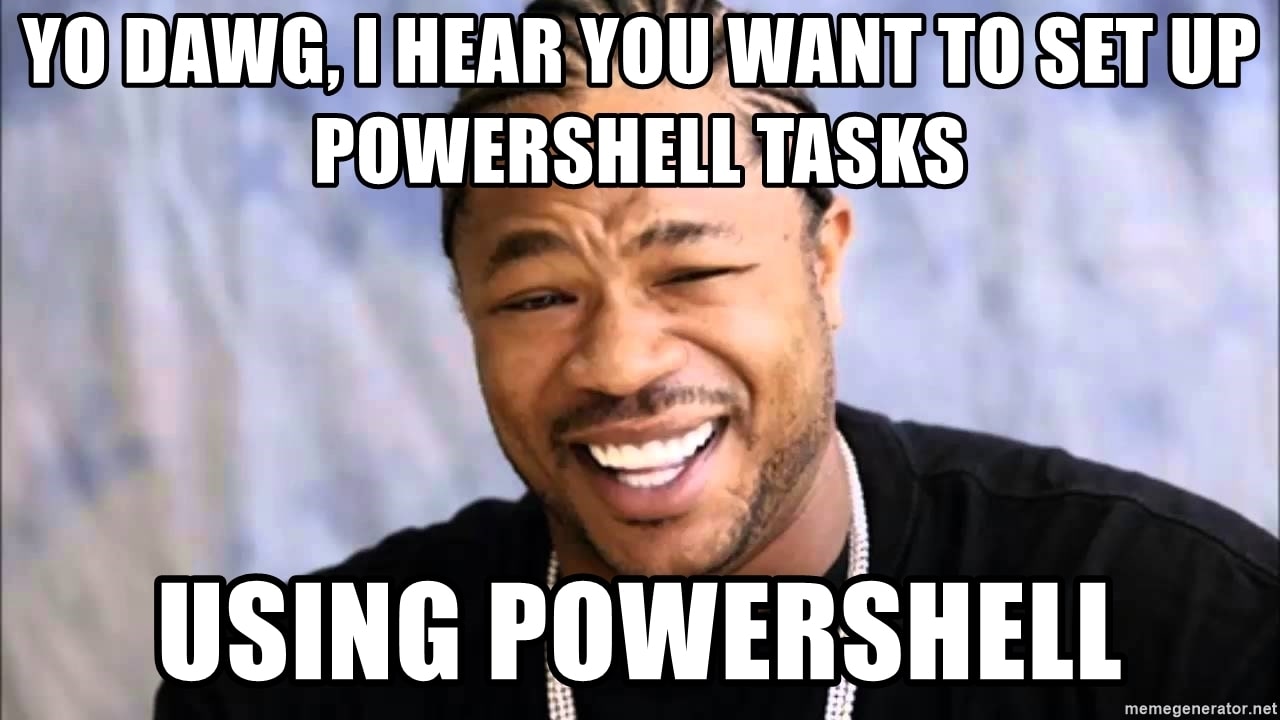 YO DAWG, I HEAR YOU WANT TO SET UP
POWERSHELL TASKS
USING POWERSHELL
memegenerator.net